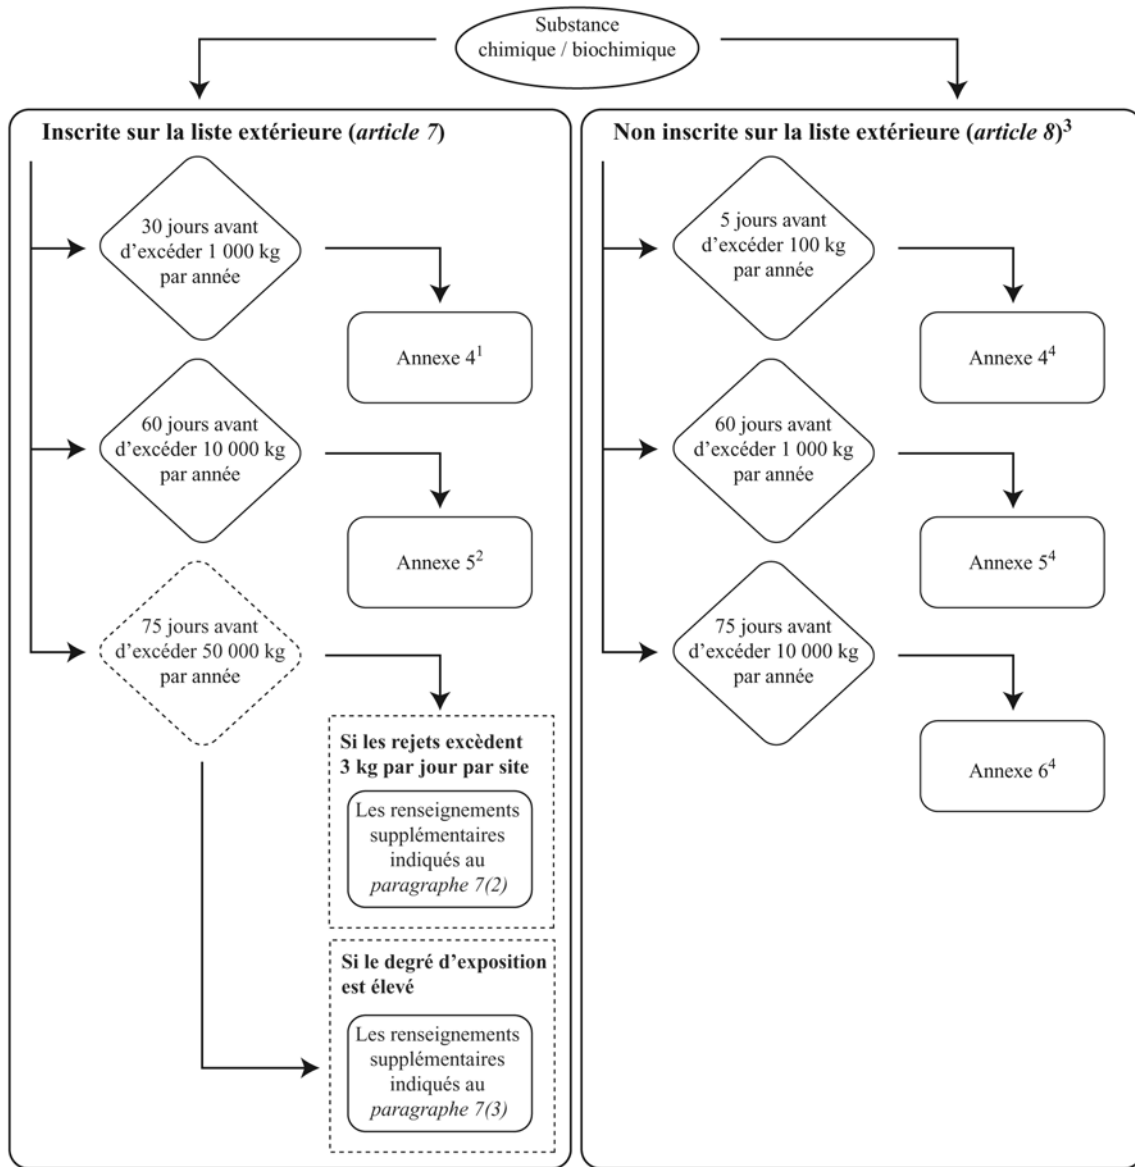 Substance
chimique / biochimique
Inscrite sur la liste extérieure (article 7)
30 jours avant
d’excéder 1 000 kg
par année
Annexe 4¹
60 jours avant
d’excéder 10 000 kg
par année
Annexe 5²
75 jours avant
d’excéder 50 000 kg
par année
Si les rejets excèdent
3 kg par jour par site
Les renseignements
supplémentaires
indiqués au
paragraphe 7(2)
Si le degré d’exposition
est élevé
Les renseignements
supplémentaires
indiqués au
paragraphe 7(3)
Non inscrite sur la liste extérieure (article 8)³
5 jours avant
d’excéder 100 kg
par année
Annexe 4⁴
60 jours avant
d’excéder 1 000 kg
par année
Annexe 5⁴
75 jours avant
d’excéder 10 000 kg
par année
Annexe 6⁴